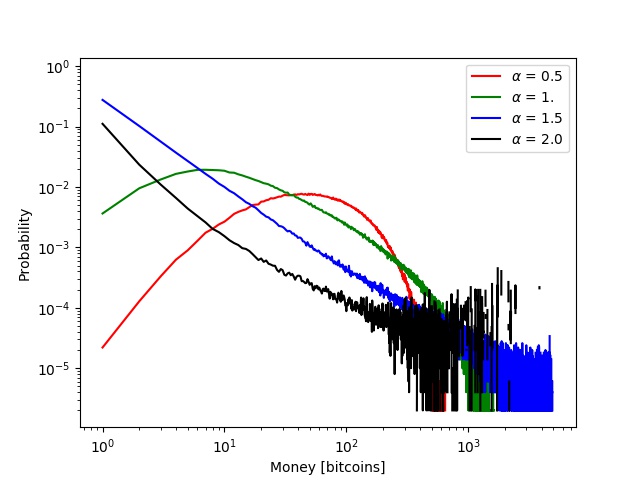 10⁰
10⁻¹
10⁻²
10⁻³
10⁻⁴
10⁻⁵
Probability
α = 0.5
α = 1.
α = 1.5
α = 2.0
10⁰ 10¹ 10² 10³
Money [bitcoins]